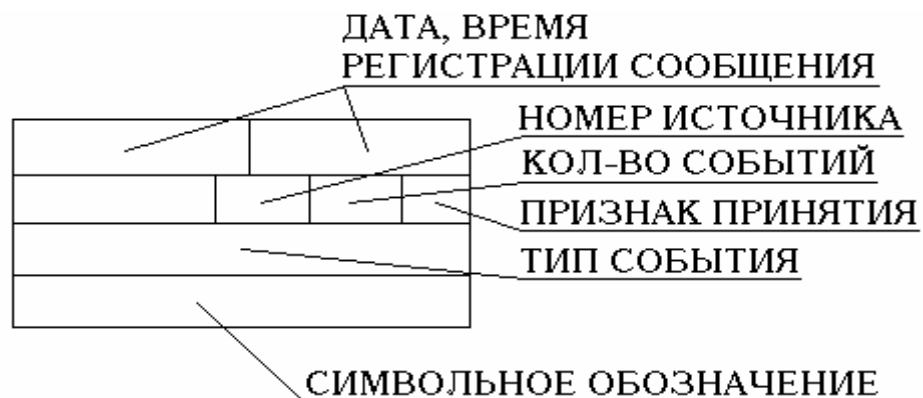 ДАТА, ВРЕМЯ
РЕГИСТРАЦИИ СООБЩЕНИЯ
НОМЕР ИСТОЧНИКА
КОЛ-ВО СОБЫТИЙ
ПРИЗНАК ПРИНЯТИЯ
ТИП СОБЫТИЯ
СИМВОЛЬНОЕ ОБОЗНАЧЕНИЕ